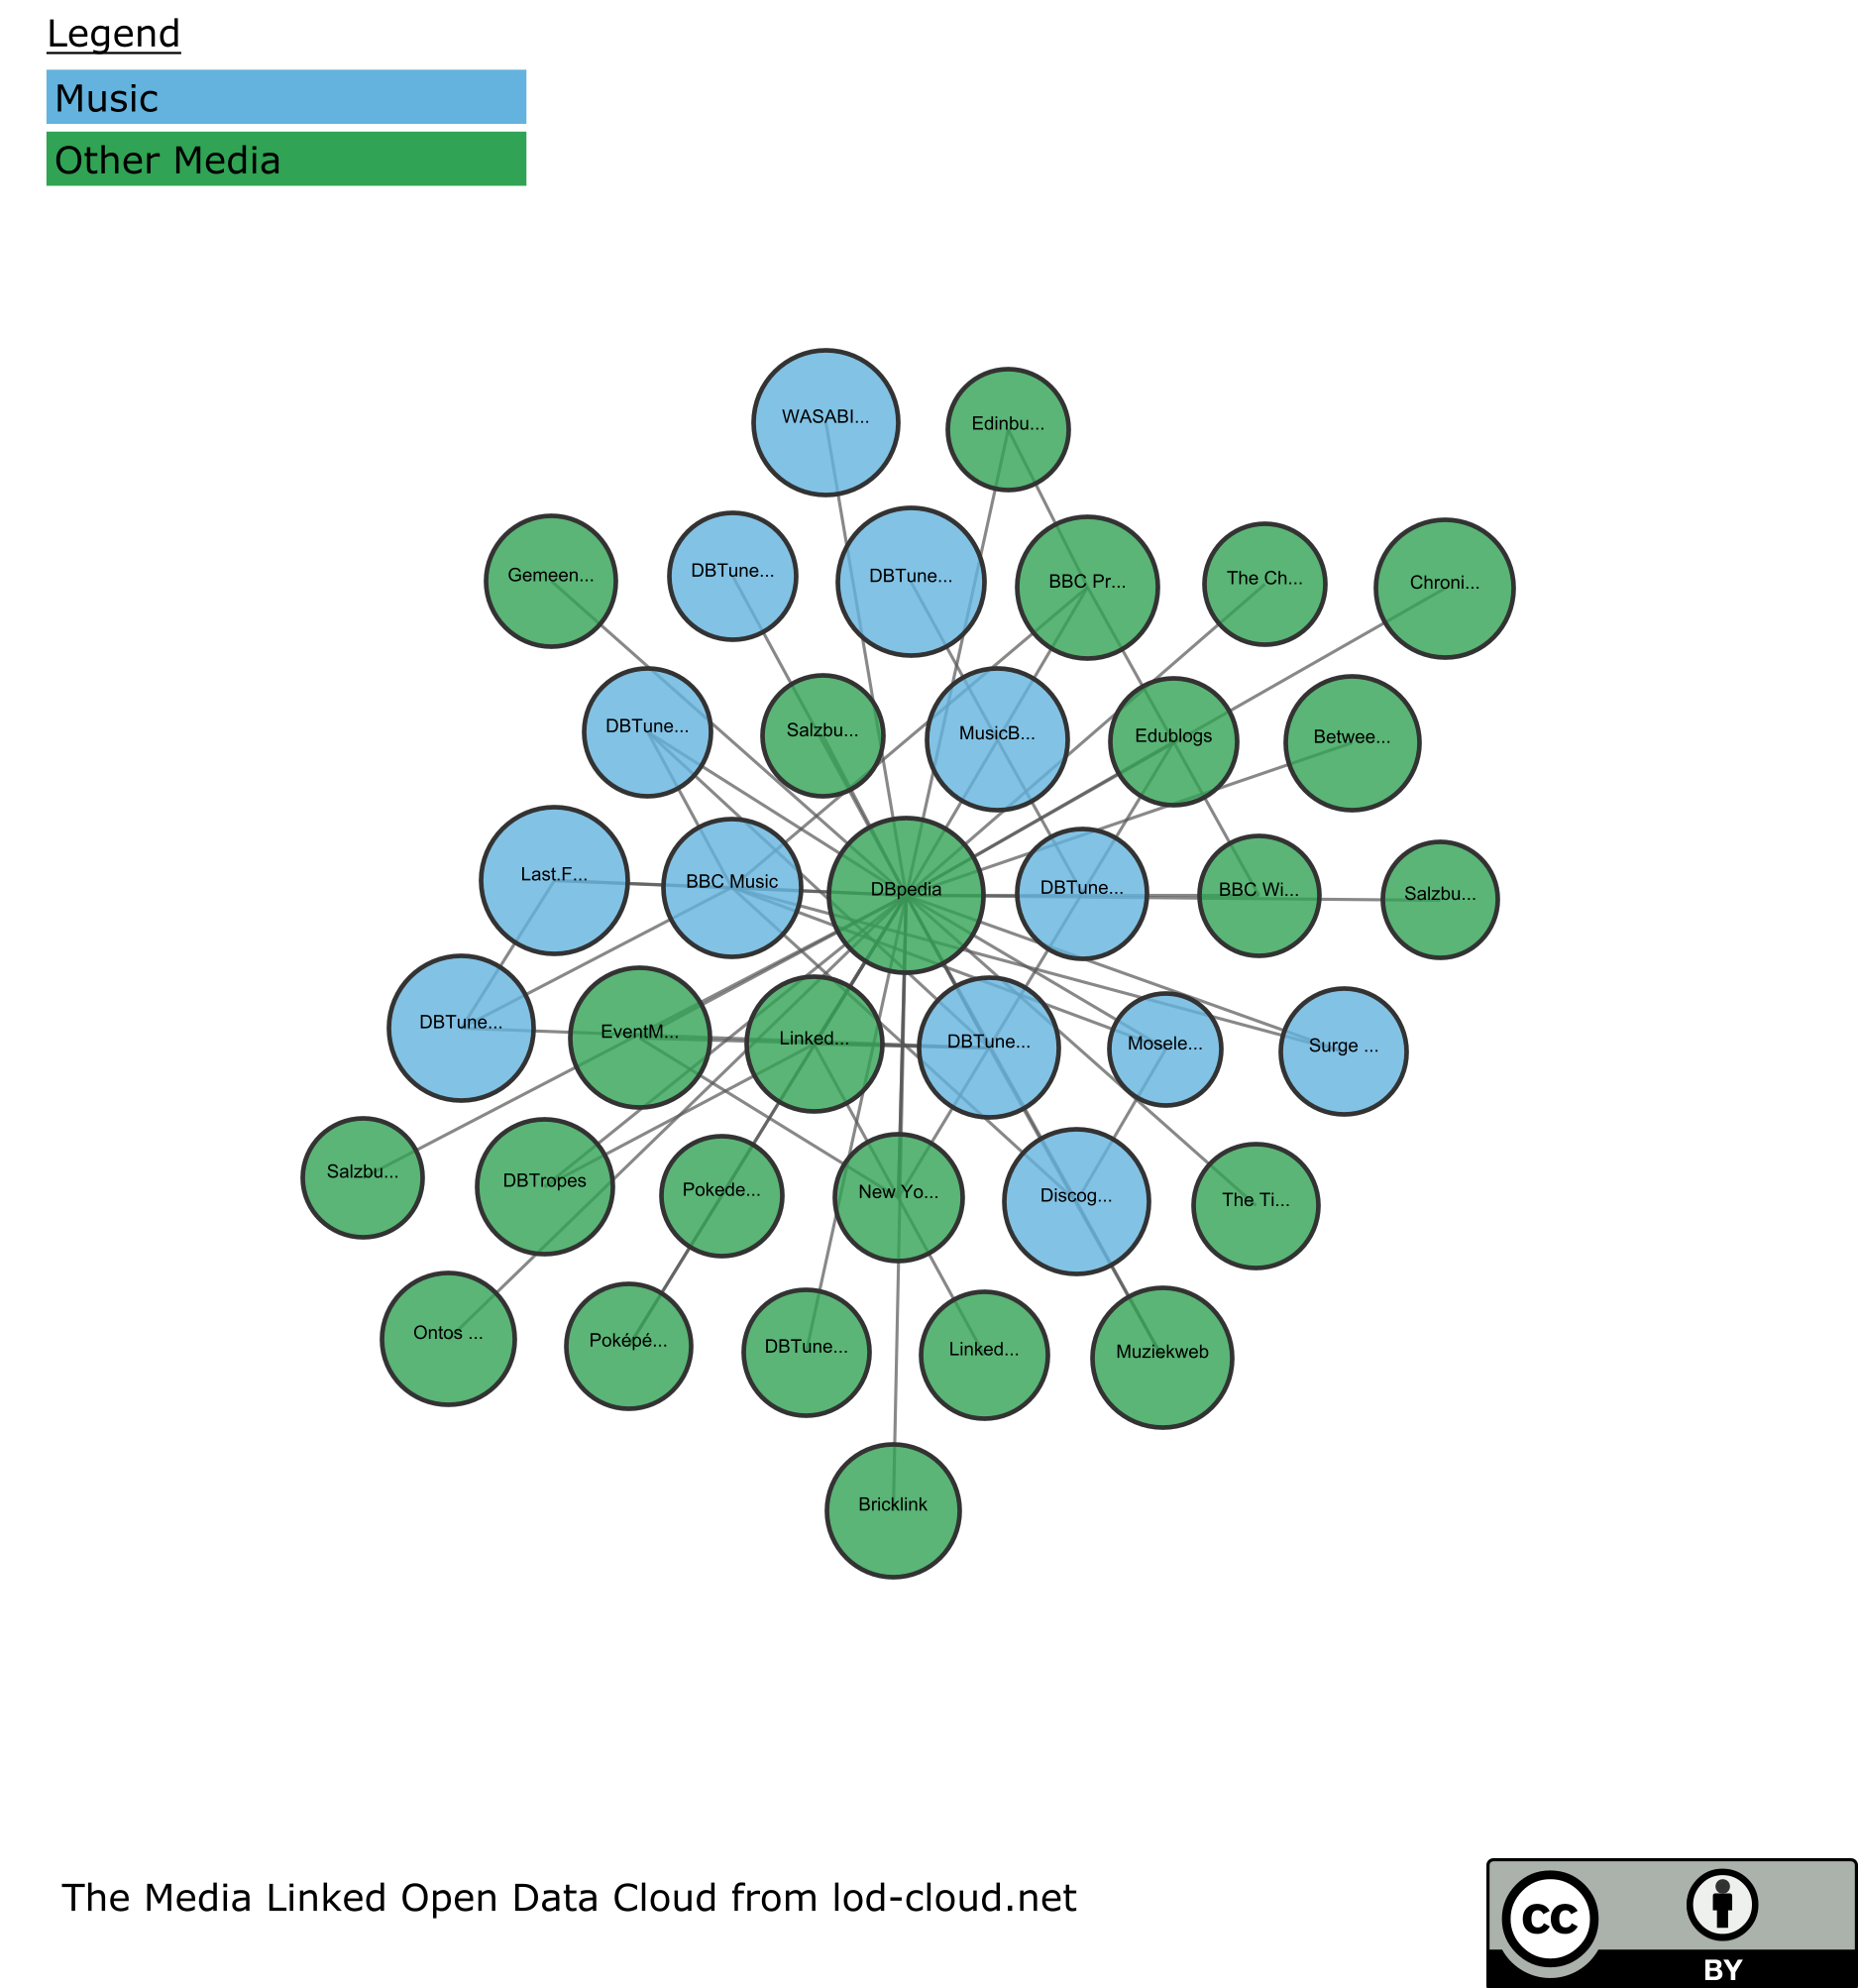 Legend
Music
Other Media
WASABI...
Edinbu...
Gemeen...
DBTune...
DBTune...
BBC Pr...
The Ch...
Chroni...
DBTune...
Salzbu...
MusicB...
Edublogs
Betwee...
Last.F...
BBC Music
DBpedia
DBTune...
BBC Wi...
Salzbu...
DBTune...
EventM...
Linked...
DBTune...
Mosele...
Surge ...
Salzbu...
DBTropes
Pokede...
New Yo...
Discog...
The Ti...
Ontos ...
Poképé...
DBTune...
Linked...
Muziekweb
Bricklink
The Media Linked Open Data Cloud from lod-cloud.net
cc
BY